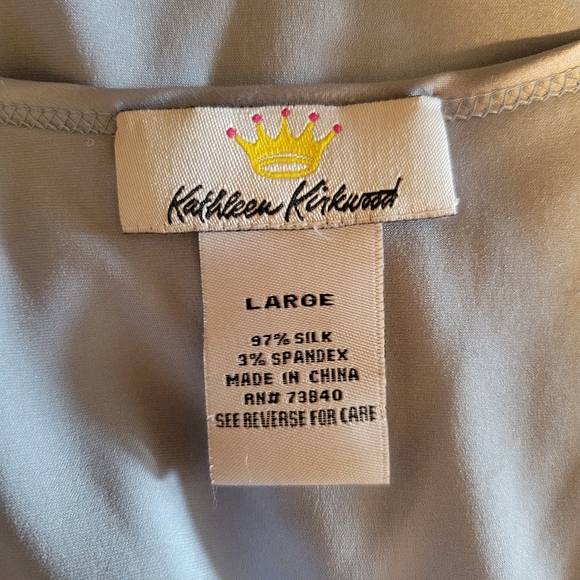 Kathleen Kirkwood
LARGE
97% SILK
3% SPANDEX
MADE IN CHINA
RN# 73840
SEE REVERSE FOR CARE